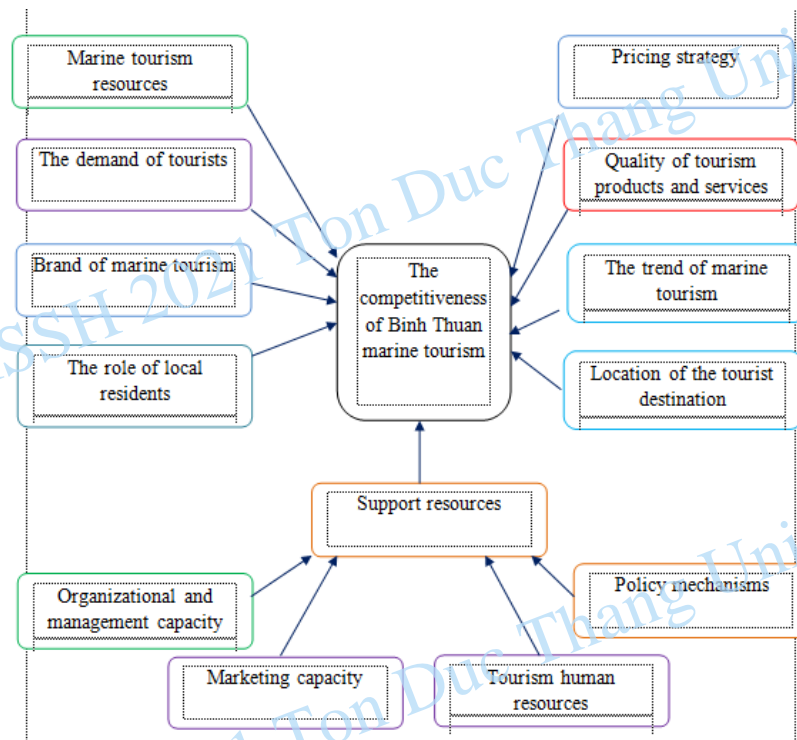 Marine tourism
resources
Pricing strategy
The demand of tourists
Quality of tourism
products and services
Brand of marine tourism
The
competitiveness
of Binh Thuan
marine tourism
The trend of marine
tourism
The role of local
residents
Location of the tourist
destination
Support resources
Organizational and
management capacity
Policy mechanisms
Marketing capacity
Tourism human
resources
SSH 2021 Ton Duc Thang Uni
1 Ton Duc Thang Uni